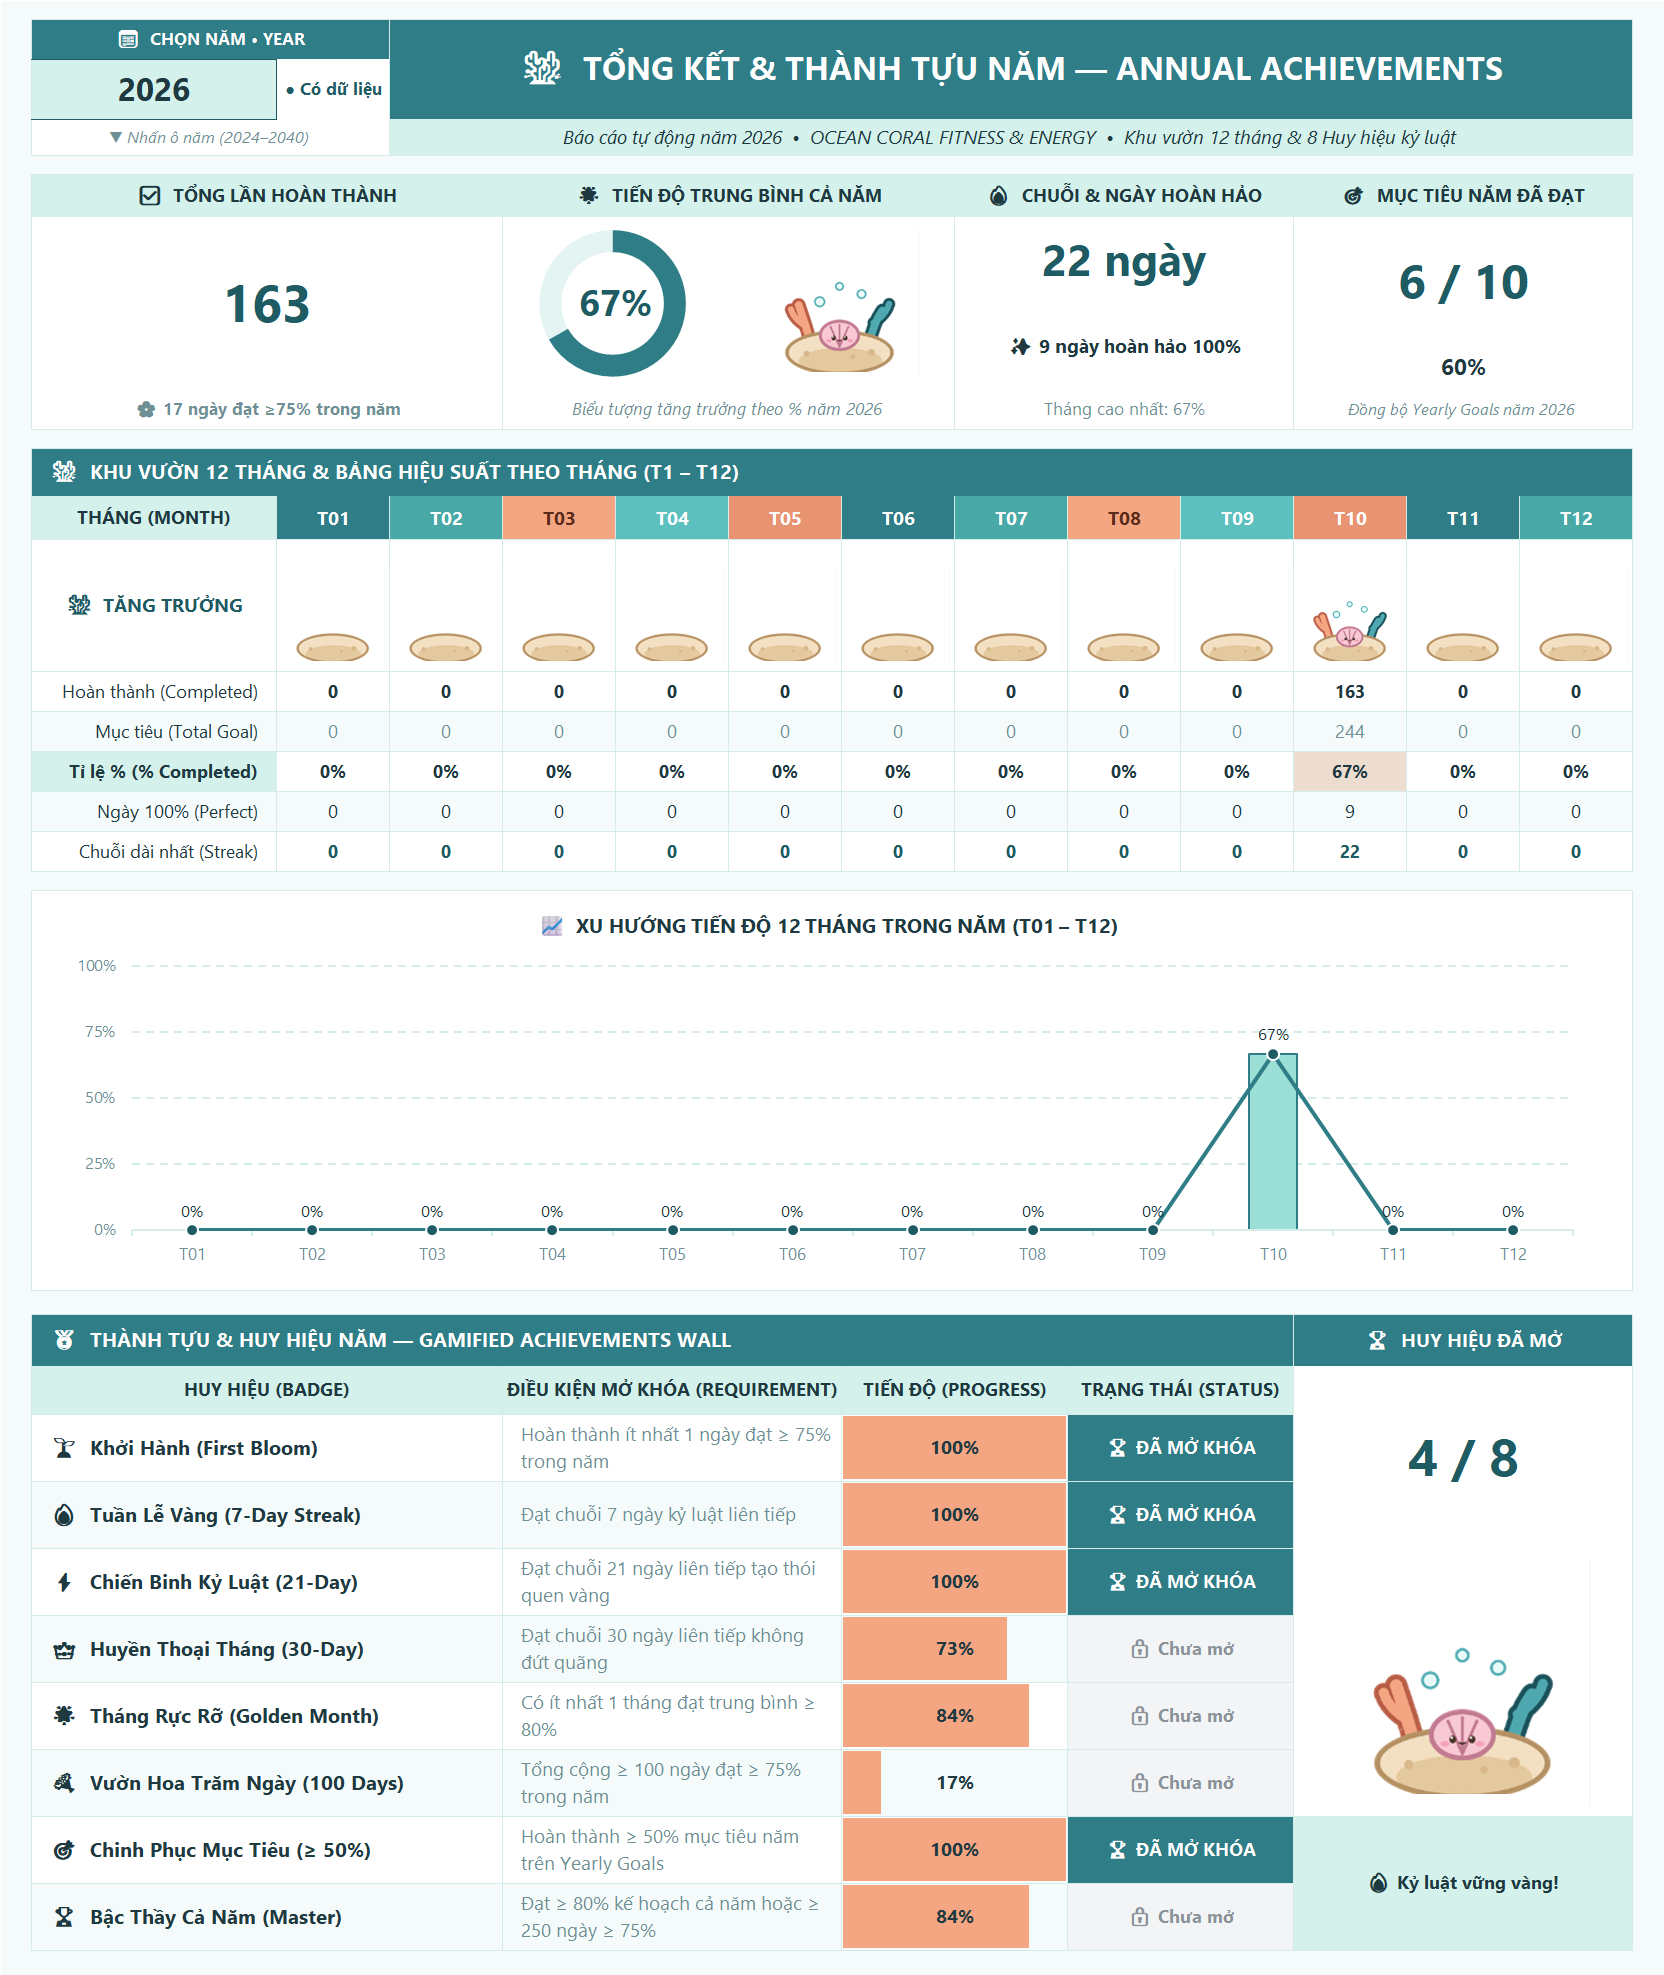 CHỌN NĂM • YEAR
2026
● Có dữ liệu
▼ Nhấn ô năm (2024–2040)
TỔNG KẾT & THÀNH TỰU NĂM — ANNUAL ACHIEVEMENTS
Báo cáo tự động năm 2026 • OCEAN CORAL FITNESS & ENERGY • Khu vườn 12 tháng & 8 Huy hiệu kỷ luật
TỔNG LẦN HOÀN THÀNH
163
17 ngày đạt ≥75% trong năm
TIẾN ĐỘ TRUNG BÌNH CẢ NĂM
67%
Biểu tượng tăng trưởng theo % năm 2026
CHUỖI & NGÀY HOÀN HẢO
22 ngày
9 ngày hoàn hảo 100%
Tháng cao nhất: 67%
MỤC TIÊU NĂM ĐÃ ĐẠT
6 / 10
60%
Đồng bộ Yearly Goals năm 2026
KHU VƯỜN 12 THÁNG & BẢNG HIỆU SUẤT THEO THÁNG (T1 – T12)
THÁNG (MONTH) T01 T02 T03 T04 T05 T06 T07 T08 T09 T10 T11 T12
TĂNG TRƯỞNG
Hoàn thành (Completed) 0 0 0 0 0 0 0 0 0 163 0 0
Mục tiêu (Total Goal) 0 0 0 0 0 0 0 0 0 244 0 0
Tỉ lệ % (% Completed) 0% 0% 0% 0% 0% 0% 0% 0% 0% 67% 0% 0%
Ngày 100% (Perfect) 0 0 0 0 0 0 0 0 0 9 0 0
Chuỗi dài nhất (Streak) 0 0 0 0 0 0 0 0 0 22 0 0
XU HƯỚNG TIẾN ĐỘ 12 THÁNG TRONG NĂM (T01 – T12)
100%
75%
67%
50%
25%
0% 0% 0% 0% 0% 0% 0% 0% 0% 0% 0%
0%
T01 T02 T03 T04 T05 T06 T07 T08 T09 T10 T11 T12
THÀNH TỰU & HUY HIỆU NĂM — GAMIFIED ACHIEVEMENTS WALL
HUY HIỆU (BADGE) ĐIỀU KIỆN MỞ KHÓA (REQUIREMENT) TIẾN ĐỘ (PROGRESS) TRẠNG THÁI (STATUS)
Khởi Hành (First Bloom)
Hoàn thành ít nhất 1 ngày đạt ≥ 75%
trong năm
100%
ĐÃ MỞ KHÓA
Tuần Lễ Vàng (7-Day Streak)
Đạt chuỗi 7 ngày kỷ luật liên tiếp
100%
ĐÃ MỞ KHÓA
Chiến Binh Kỷ Luật (21-Day)
Đạt chuỗi 21 ngày liên tiếp tạo thói
quen vàng
100%
ĐÃ MỞ KHÓA
Huyền Thoại Tháng (30-Day)
Đạt chuỗi 30 ngày liên tiếp không
đứt quãng
73%
Chưa mở
Tháng Rực Rỡ (Golden Month)
Có ít nhất 1 tháng đạt trung bình ≥
80%
84%
Chưa mở
Vườn Hoa Trăm Ngày (100 Days)
Tổng cộng ≥ 100 ngày đạt ≥ 75%
trong năm
17%
Chưa mở
Chinh Phục Mục Tiêu (≥ 50%)
Hoàn thành ≥ 50% mục tiêu năm
trên Yearly Goals
100%
ĐÃ MỞ KHÓA
Bậc Thầy Cả Năm (Master)
Đạt ≥ 80% kế hoạch cả năm hoặc ≥
250 ngày ≥ 75%
84%
Chưa mở
HUY HIỆU ĐÃ MỞ
4 / 8
Kỷ luật vững vàng!